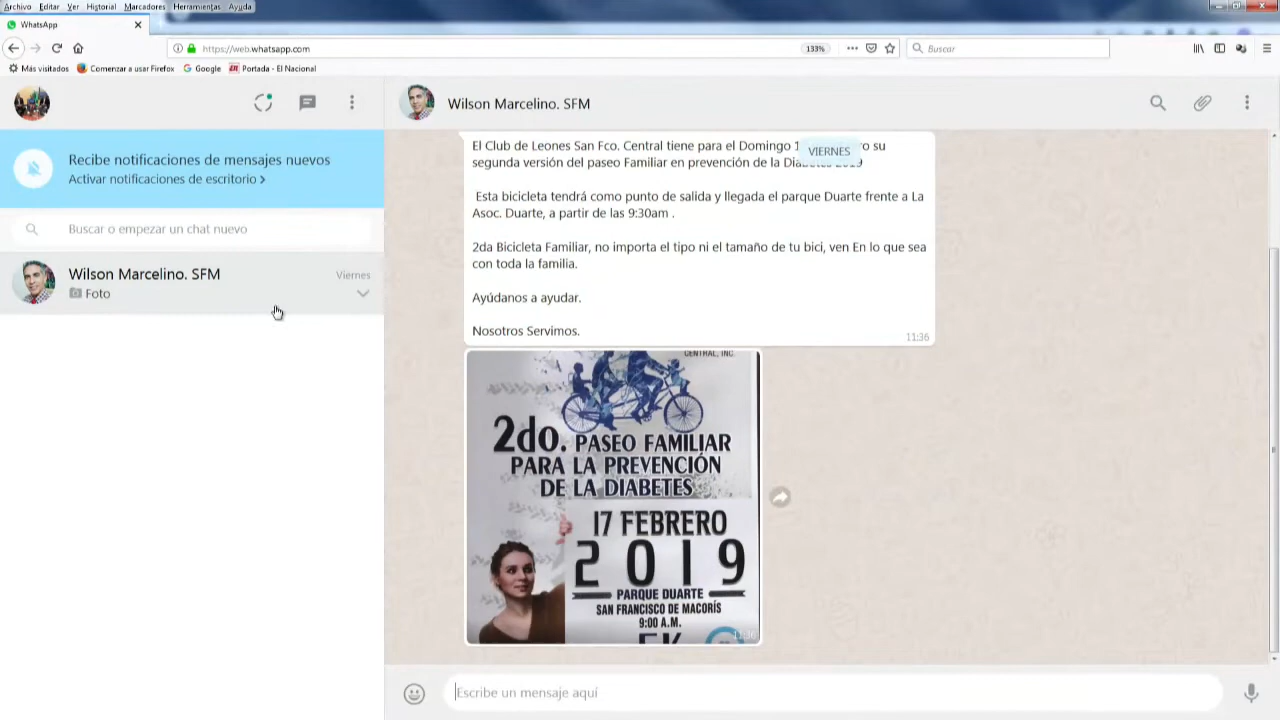 Archivo Editar Ver Historial Marcadores Herramientas Ayuda
WhatsApp
https://web.whatsapp.com
133%
Buscar
Más visitados Comenzar a usar Firefox Google Portada - El Nacional
Wilson Marcelino. SFM
Recibe notificaciones de mensajes nuevos
Activar notificaciones de escritorio
Buscar o empezar un chat nuevo
Wilson Marcelino. SFM
Viernes
Foto
VIERNES
El Club de Leones San Fco. Central tiene para el Domingo su
segunda versión del paseo Familiar en prevención de la Diabetes 2019
Esta bicicleta tendrá como punto de salida y llegada el parque Duarte frente a La
Asoc. Duarte, a partir de las 9:30am .
2da Bicicleta Familiar, no importa el tipo ni el tamaño de tu bici, ven En lo que sea
con toda la familia.
Ayúdanos a ayudar.
Nosotros Servimos.
11:36
CENTRAL, INC.
2do. PASEO FAMILIAR
PARA LA PREVENCIÓN
DE LA DIABETES
17 FEBRERO
2019
PARQUE DUARTE
SAN FRANCISCO DE MACORÍS
9:00 A.M.
5K
11:36
Escribe un mensaje aquí